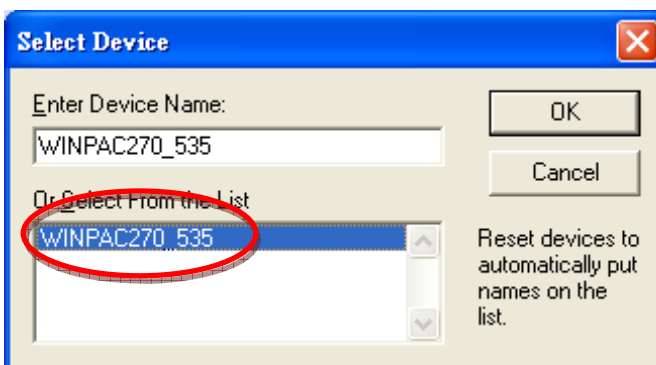 Select Device
Enter Device Name:
WINPAC270_535
OK
Cancel
Or Select From the List
WINPAC270_535
Reset devices to
automatically put
names on the
list.